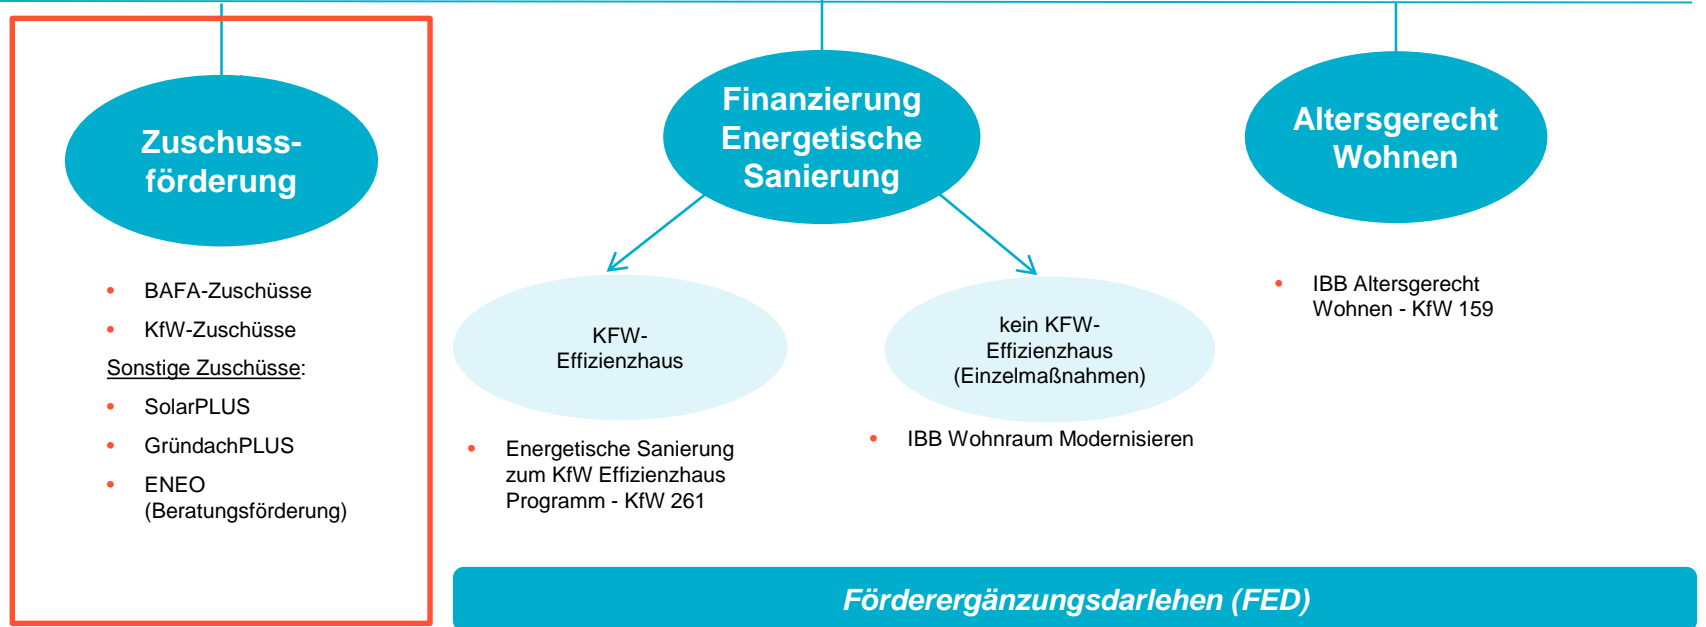 Zuschuss-
förderung
BAFA-Zuschüsse
KfW-Zuschüsse
Sonstige Zuschüsse:
SolarPLUS
GründachPLUS
ENEO
(Beratungsförderung)
Finanzierung
Energetische
Sanierung
KFW-
Effizienzhaus
Energetische Sanierung
zum KfW Effizienzhaus
Programm - KfW 261
kein KFW-
Effizienzhaus
(Einzelmaßnahmen)
IBB Wohnraum Modernisieren
Altersgerecht
Wohnen
IBB Altersgerecht
Wohnen - KfW 159
Förderergänzungsdarlehen (FED)